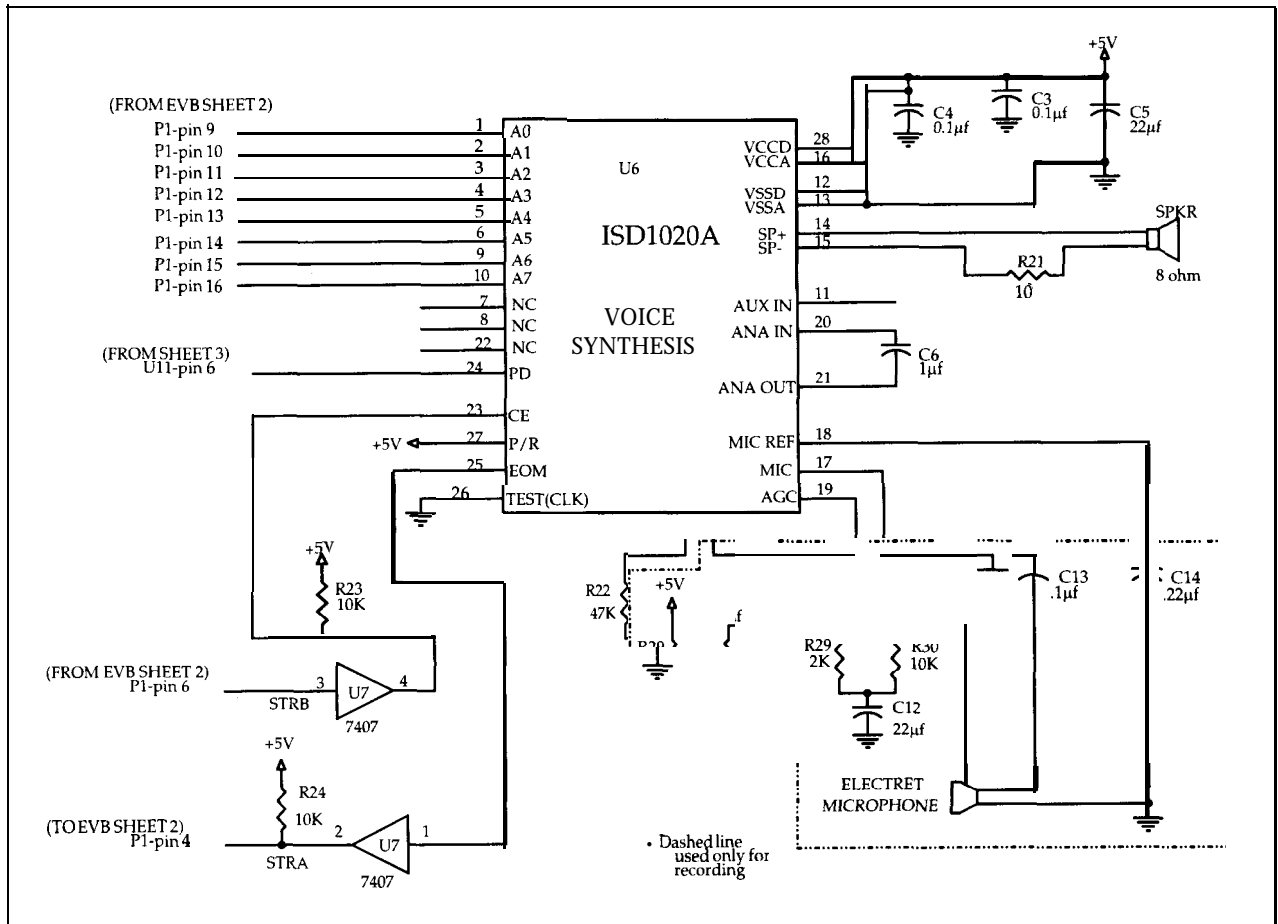 +5V
(FROM EVB SHEET 2)
P1-pin 9
P1-pin 10
P1-pin 11
P1-pin 12
P1-pin 13
P1-pin 14
P1-pin 15
P1-pin 16
1 A0
2 A1
3 A2
4 A3
5 A4
6 A5
9 A6
10 A7
7 NC
8 NC
22 NC
(FROM SHEET 3)
U11-pin 6
24 PD
23 CE
+5V 27 P/R
25 EOM
26 TEST(CLK)
U6
ISD1020A
VOICE
SYNTHESIS
VCCD 28
VCCA 16
VSSD 12
VSSA 13
SP+ 14
SP- 15
AUX IN 11
ANA IN 20
ANA OUT 21
MIC REF 18
MIC 17
AGC 19
C4
0.1µf
C3
0.1µf
C5
22µf
SPKR
8 ohm
R21
10
C6
1µf
+5V
R23
10K
R22
47K
+5V
C13
.1µf
C14
.22µf
R29
2K
R30
10K
C12
22µf
(FROM EVB SHEET 2)
P1-pin 6
STRB
3 U7 4
7407
+5V
R24
10K
(TO EVB SHEET 2)
P1-pin 4
STRA
2 U7 1
7407
ELECTRET
MICROPHONE
• Dashed line
used only for
recording